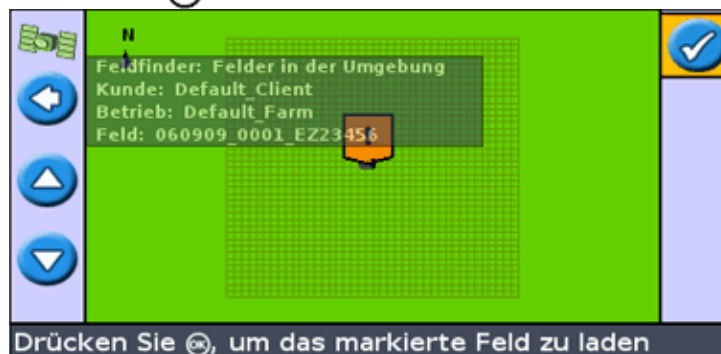 N
Feldfinder: Felder in der Umgebung
Kunde: Default_Client
Betrieb: Default_Farm
Feld: 060909_0001_EZ23456
Drücken Sie OK, um das markierte Feld zu laden